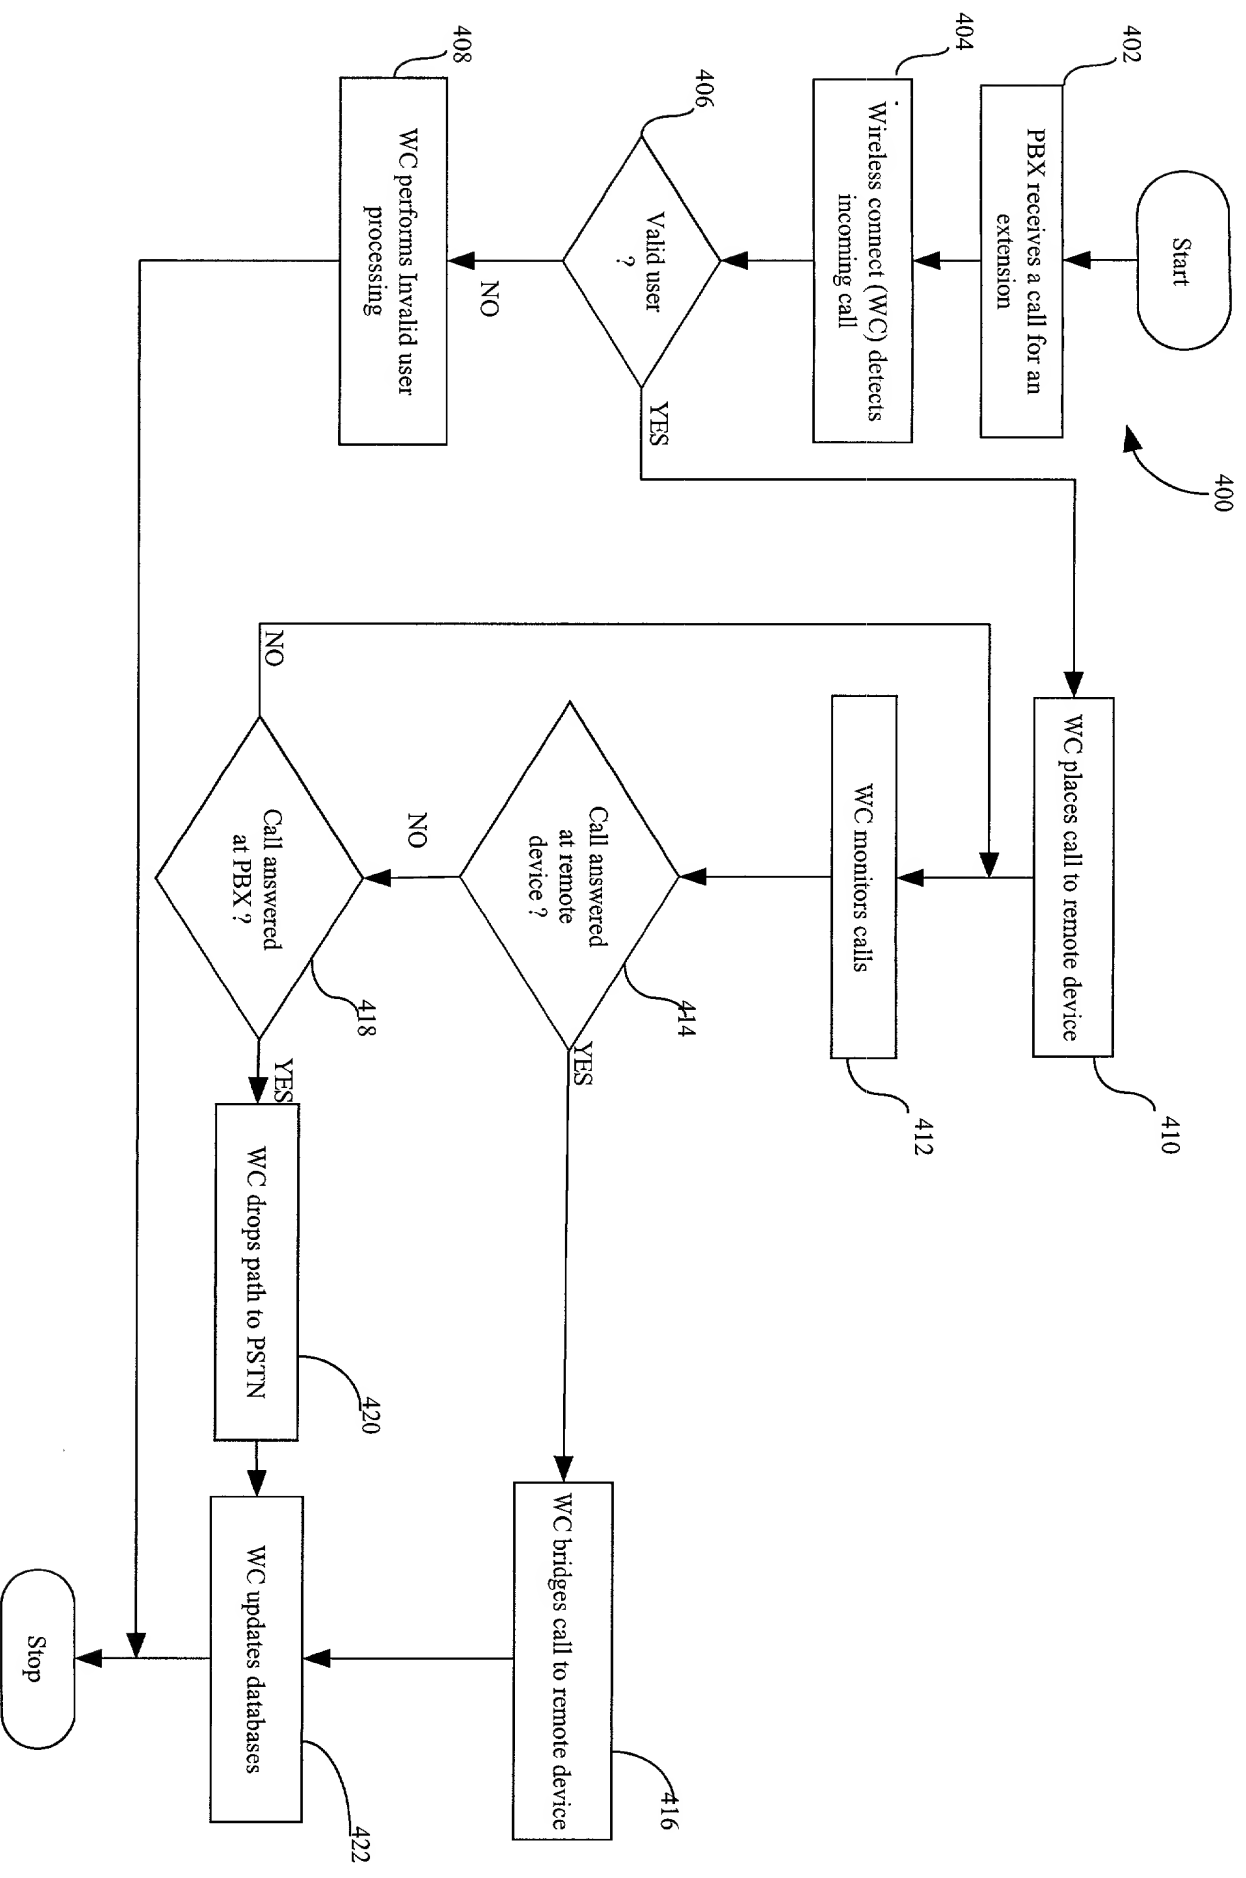 400
Start
402
PBX receives a call for an
extension
404
Wireless connect (WC) detects
incoming call
406
Valid user
?
YES
NO
408
WC performs Invalid user
processing
WC places call to remote device
410
WC monitors calls
412
Call answered
at remote
device ?
414
YES
NO
Call answered
at PBX ?
418
NO
YES
WC bridges call to remote device
416
WC drops path to PSTN
420
WC updates databases
422
Stop